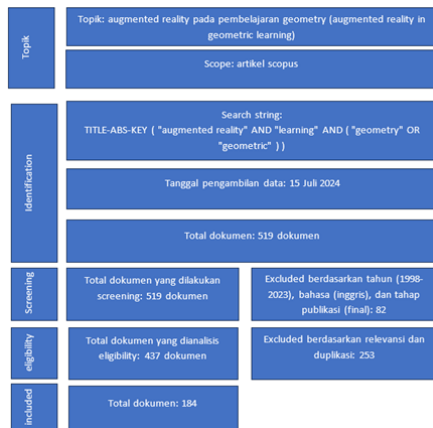 Topik
Topik: augmented reality pada pembelajaran geometry (augmented reality in
geometric learning)
Scope: artikel scopus
Identification
Search string:
TITLE-ABS-KEY ( "augmented reality" AND "learning" AND ( "geometry" OR
"geometric" ) )
Tanggal pengambilan data: 15 Juli 2024
Total dokumen: 519 dokumen
Screening
Total dokumen yang dilakukan
screening: 519 dokumen
Excluded berdasarkan tahun (1998-
2023), bahasa (inggris), dan tahap
publikasi (final): 82
eligibility
Total dokumen yang dianalisis
eligibility: 437 dokumen
Excluded berdasarkan relevansi dan
duplikasi: 253
included
Total dokumen: 184